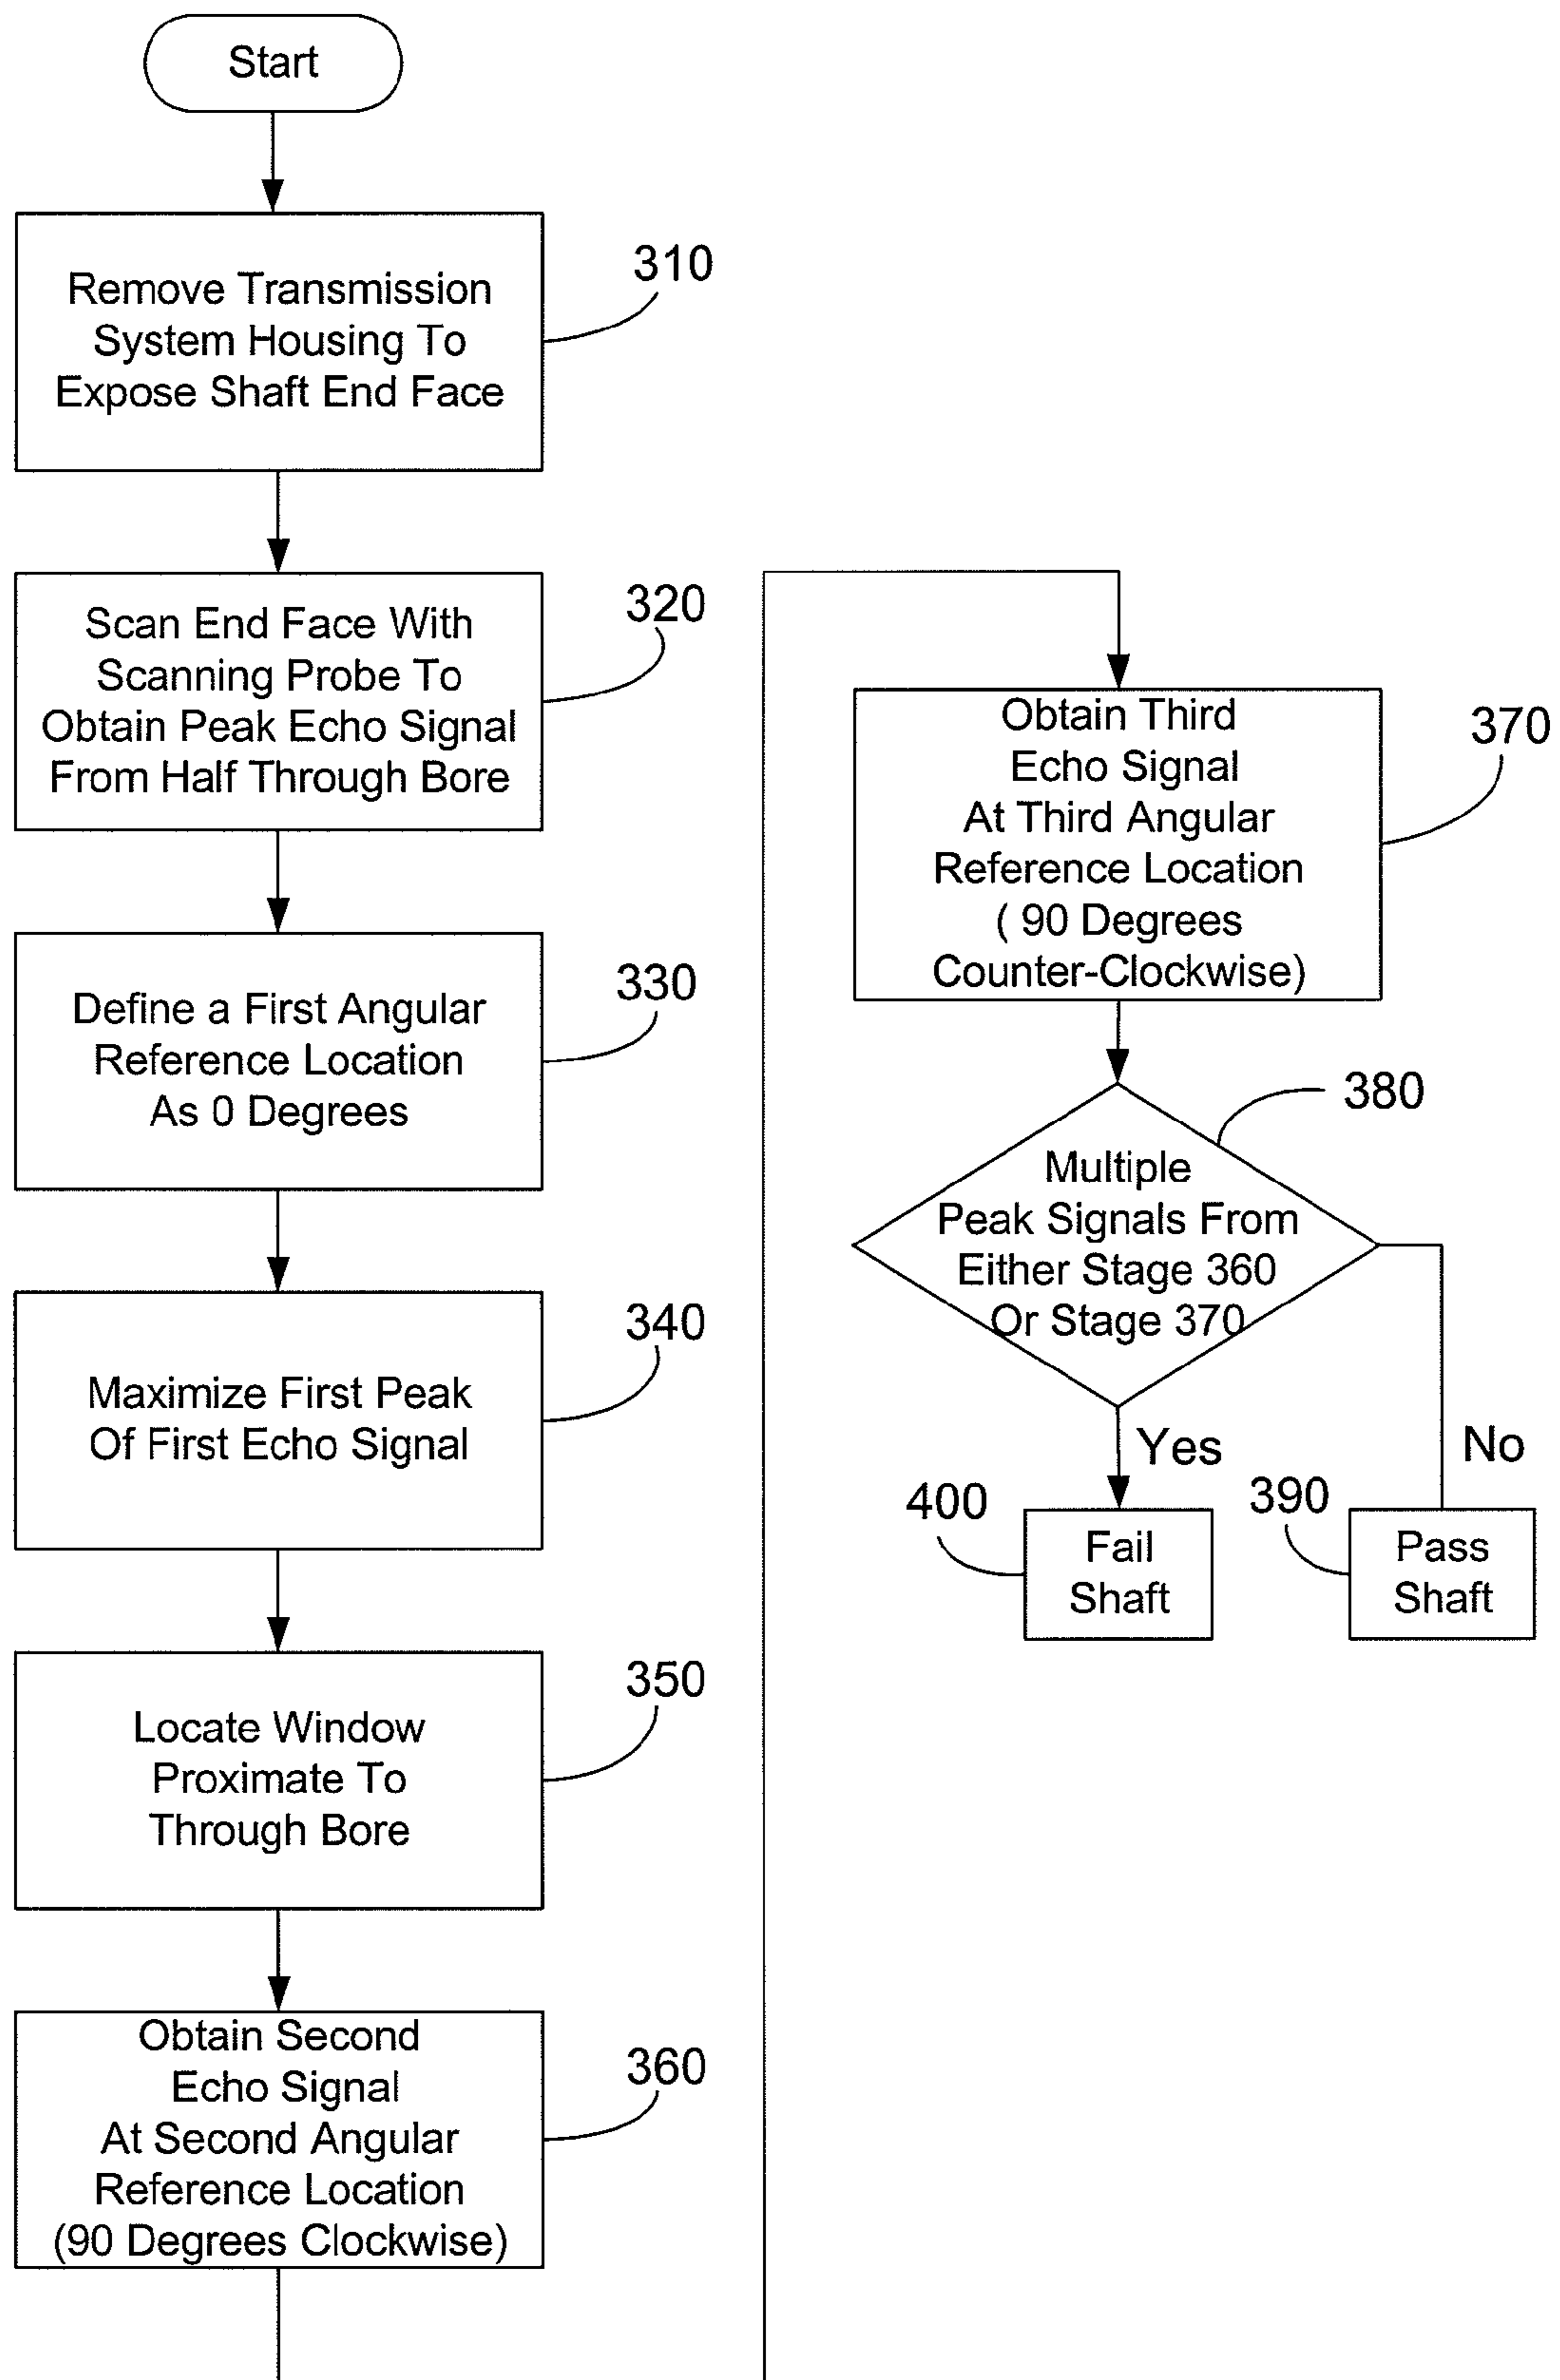 Start
Remove Transmission
System Housing To
Expose Shaft End Face
310
Scan End Face With
Scanning Probe To
Obtain Peak Echo Signal
From Half Through Bore
320
Define a First Angular
Reference Location
As 0 Degrees
330
Maximize First Peak
Of First Echo Signal
340
Locate Window
Proximate To
Through Bore
350
Obtain Second
Echo Signal
At Second Angular
Reference Location
(90 Degrees Clockwise)
360
Obtain Third
Echo Signal
At Third Angular
Reference Location
( 90 Degrees
Counter-Clockwise)
370
Multiple
Peak Signals From
Either Stage 360
Or Stage 370
380
Yes
No
400
Fail
Shaft
390
Pass
Shaft